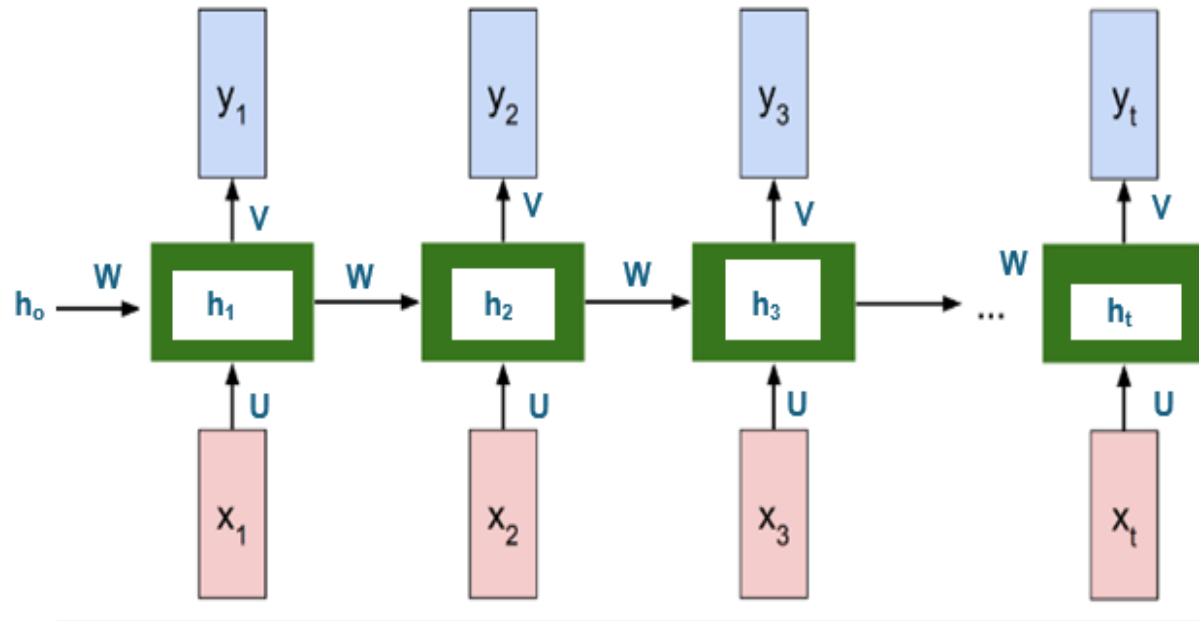 y₁ y₂ y₃ yₜ
V V V V
W W W W
hₒ h₁ h₂ h₃ ... hₜ
U U U U
x₁ x₂ x₃ xₜ